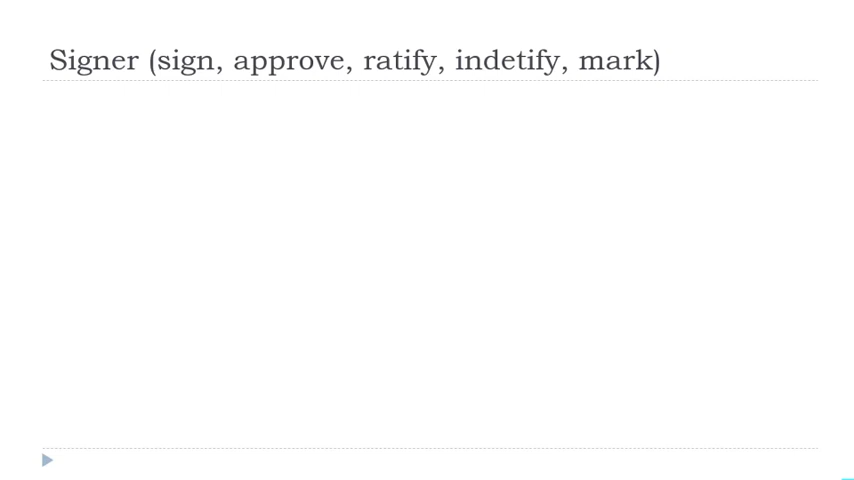 Signer (sign, approve, ratify, indetify, mark)